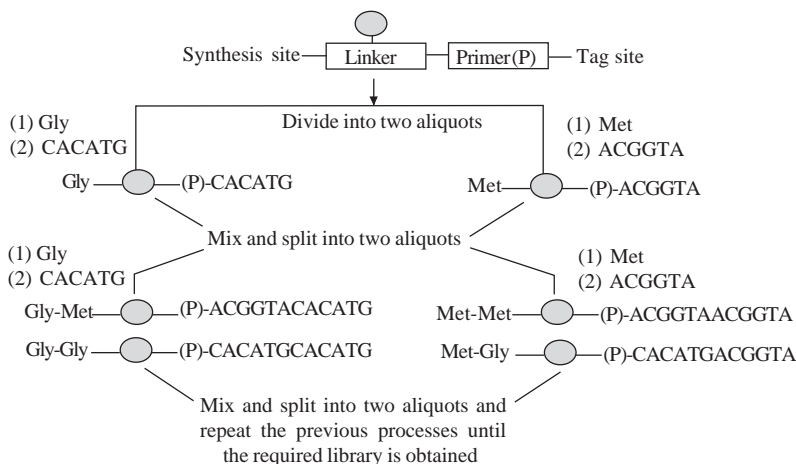 Synthesis site
Linker
Primer(P)
Tag site
(1) Gly
(2) CACATG
Divide into two aliquots
(1) Met
(2) ACGGTA
Gly
(P)-CACATG
Met
(P)-ACGGTA
Mix and split into two aliquots
(1) Gly
(2) CACATG
(1) Met
(2) ACGGTA
Gly-Met
(P)-ACGGTACACATG
Met-Met
(P)-ACGGTAACGGTA
Gly-Gly
(P)-CACATGCACATG
Met-Gly
(P)-CACATGACGGTA
Mix and split into two aliquots and
repeat the previous processes until
the required library is obtained